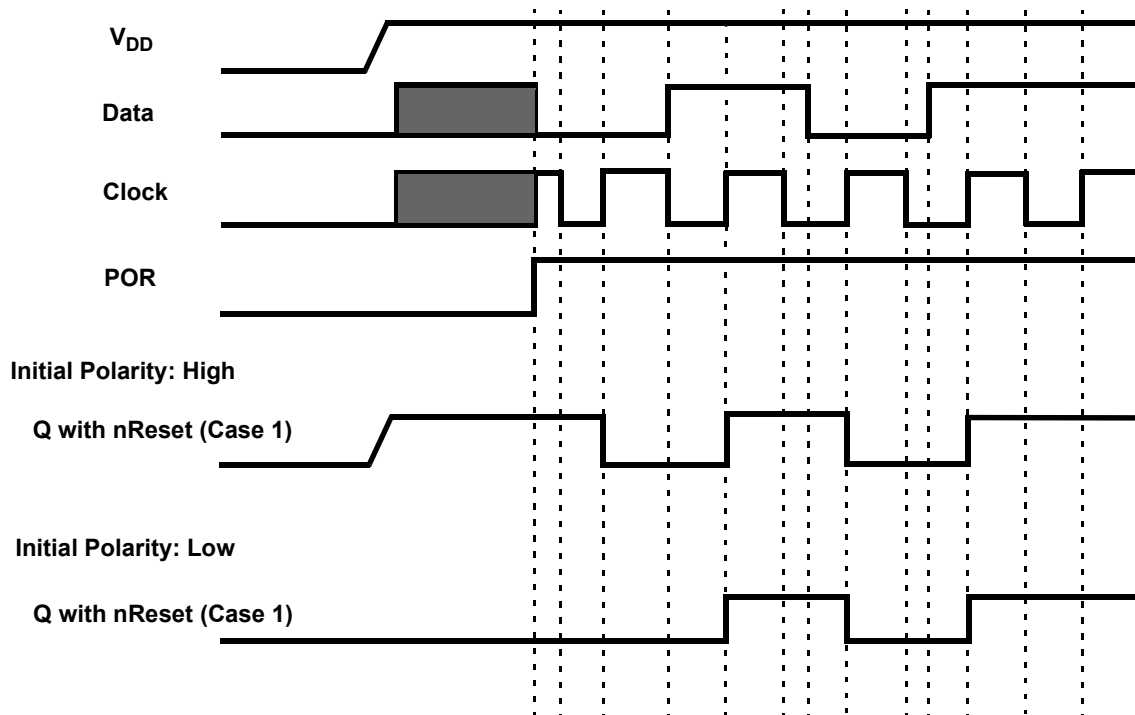 VDD
Data
Clock
POR
Initial Polarity: High
Q with nReset (Case 1)
Initial Polarity: Low
Q with nReset (Case 1)